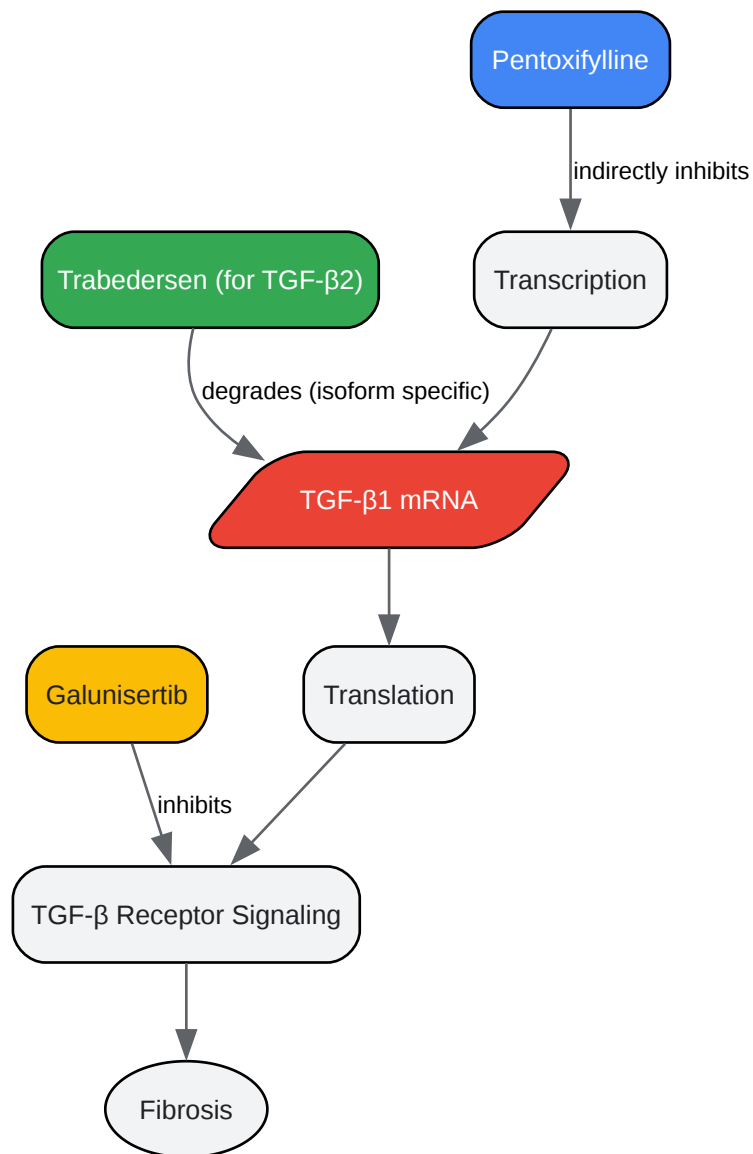 Pentoxifylline
indirectly inhibits
Trabedersen (for TGF-β2)
Transcription
degrades (isoform specific)
TGF-β1 mRNA
Galunisertib
Translation
inhibits
TGF-β Receptor Signaling
Fibrosis